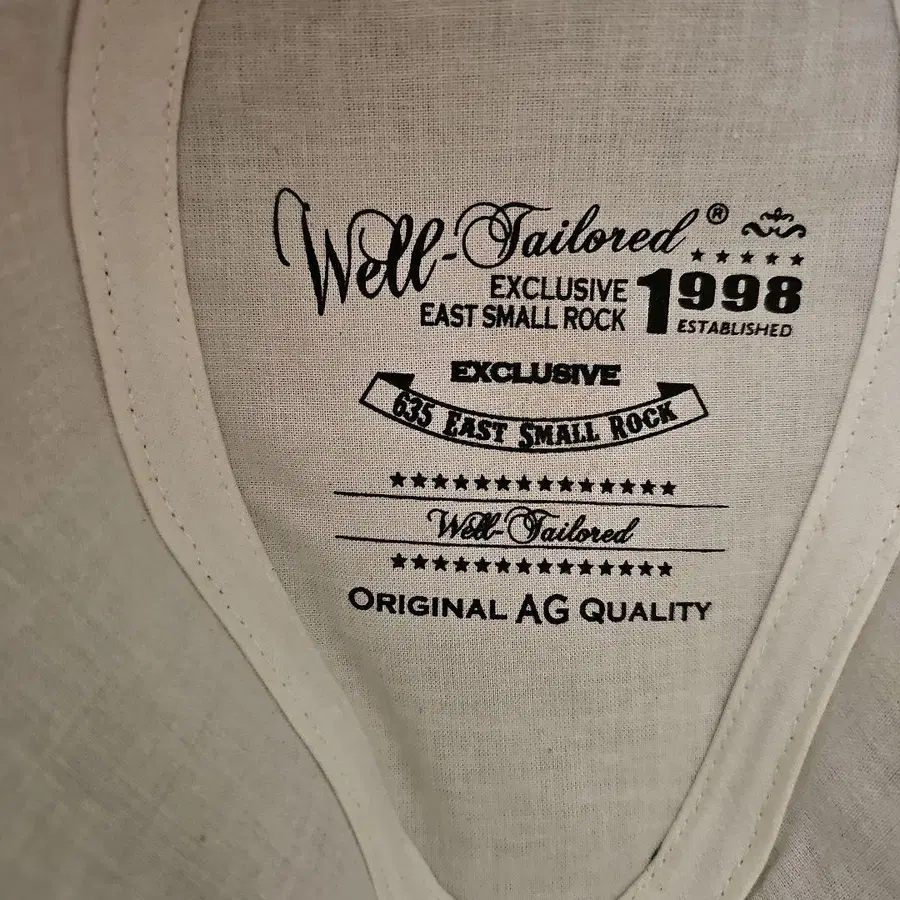 Well-Tailored ®
EXCLUSIVE
EAST SMALL ROCK
1998
ESTABLISHED
EXCLUSIVE
635 EAST SMALL ROCK
Well-Tailored
ORIGINAL AG QUALITY